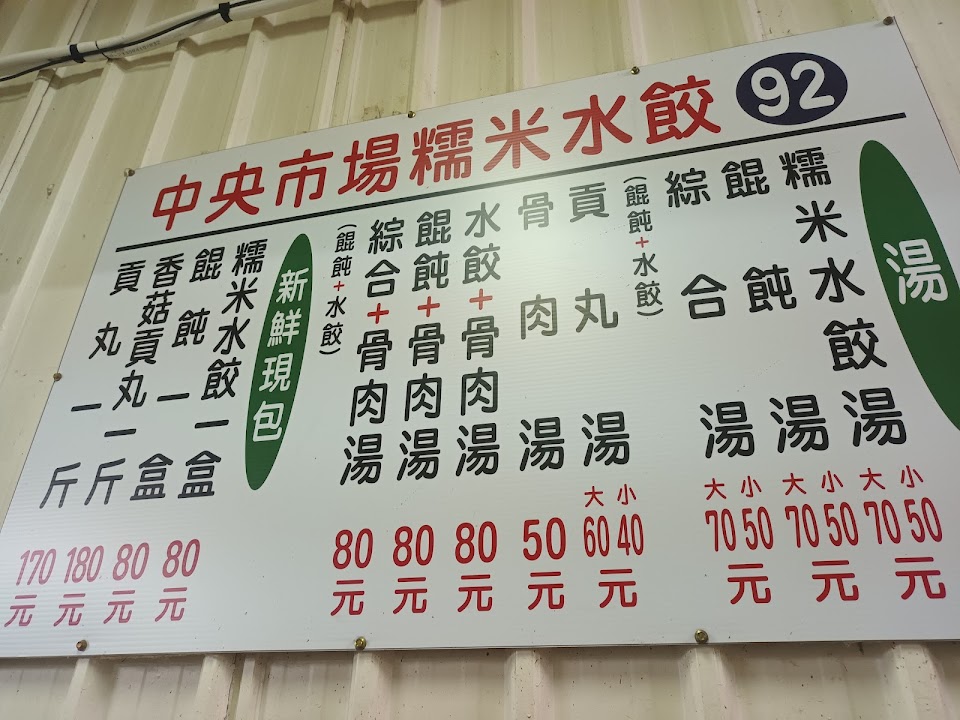 中央市場糯米水餃 92
湯
糯米水餃湯 大70 小50元
餛飩湯 大70 小50元
綜合湯 大70 小50元
(餛飩+水餃)
貢丸湯 大60 小40元
骨肉湯 50元
水餃+骨肉湯 80元
餛飩+骨肉湯 80元
綜合+骨肉湯 80元
(餛飩+水餃)
新鮮現包
糯米水餃一盒 80元
餛飩一盒 80元
香菇貢丸一斤 180元
貢丸一斤 170元